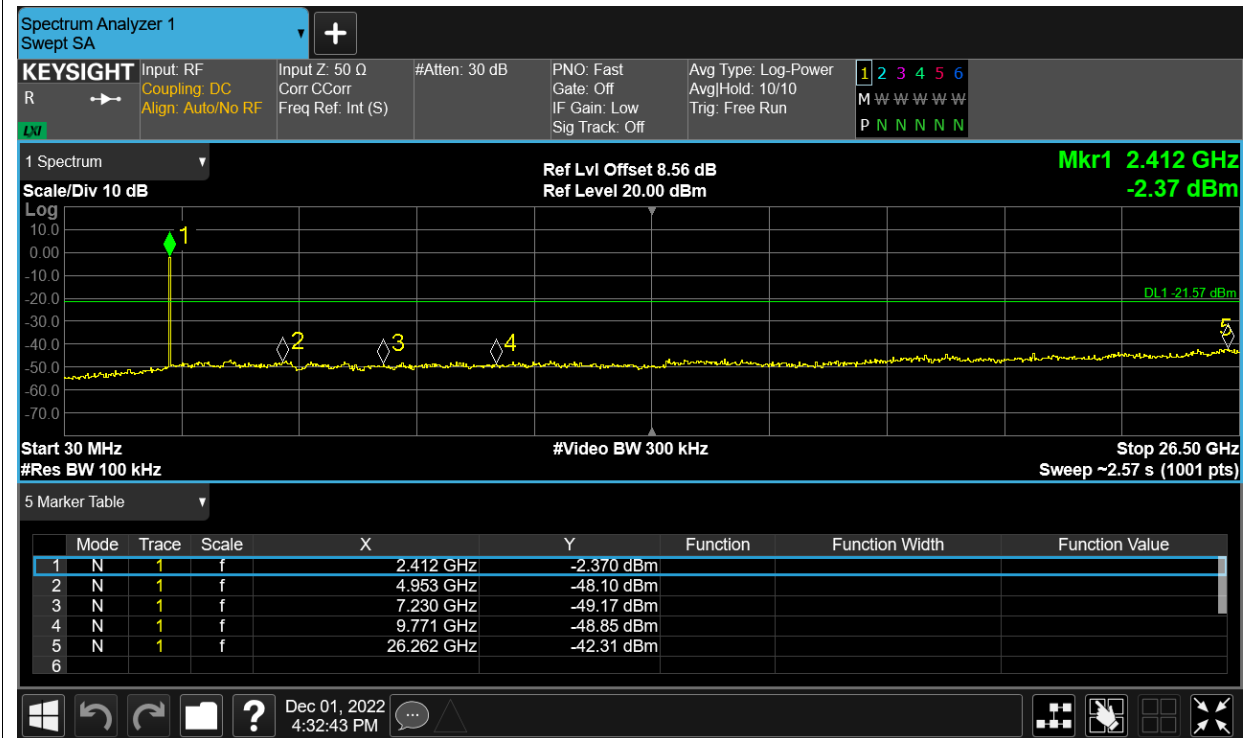 Spectrum Analyzer 1
Swept SA
+
KEYSIGHT
R
LXI
Input: RF
Coupling: DC
Align: Auto/No RF
Input Z: 50 Ω
Corr CCorr
Freq Ref: Int (S)
#Atten: 30 dB
PNO: Fast
Gate: Off
IF Gain: Low
Sig Track: Off
Avg Type: Log-Power
Avg|Hold: 10/10
Trig: Free Run
1 2 3 4 5 6
M W W W W W
P N N N N N
1 Spectrum
Scale/Div 10 dB
Ref Lvl Offset 8.56 dB
Ref Level 20.00 dBm
Mkr1 2.412 GHz
-2.37 dBm
Log
10.0
0.00
-10.0
-20.0
-30.0
-40.0
-50.0
-60.0
-70.0
1
2
3
4
5
DL1 -21.57 dBm
Start 30 MHz
#Res BW 100 kHz
#Video BW 300 kHz
Stop 26.50 GHz
Sweep ~2.57 s (1001 pts)
5 Marker Table
Mode Trace Scale X Y Function Function Width Function Value
1 N 1 f 2.412 GHz -2.370 dBm
2 N 1 f 4.953 GHz -48.10 dBm
3 N 1 f 7.230 GHz -49.17 dBm
4 N 1 f 9.771 GHz -48.85 dBm
5 N 1 f 26.262 GHz -42.31 dBm
6
?
Dec 01, 2022
4:32:43 PM